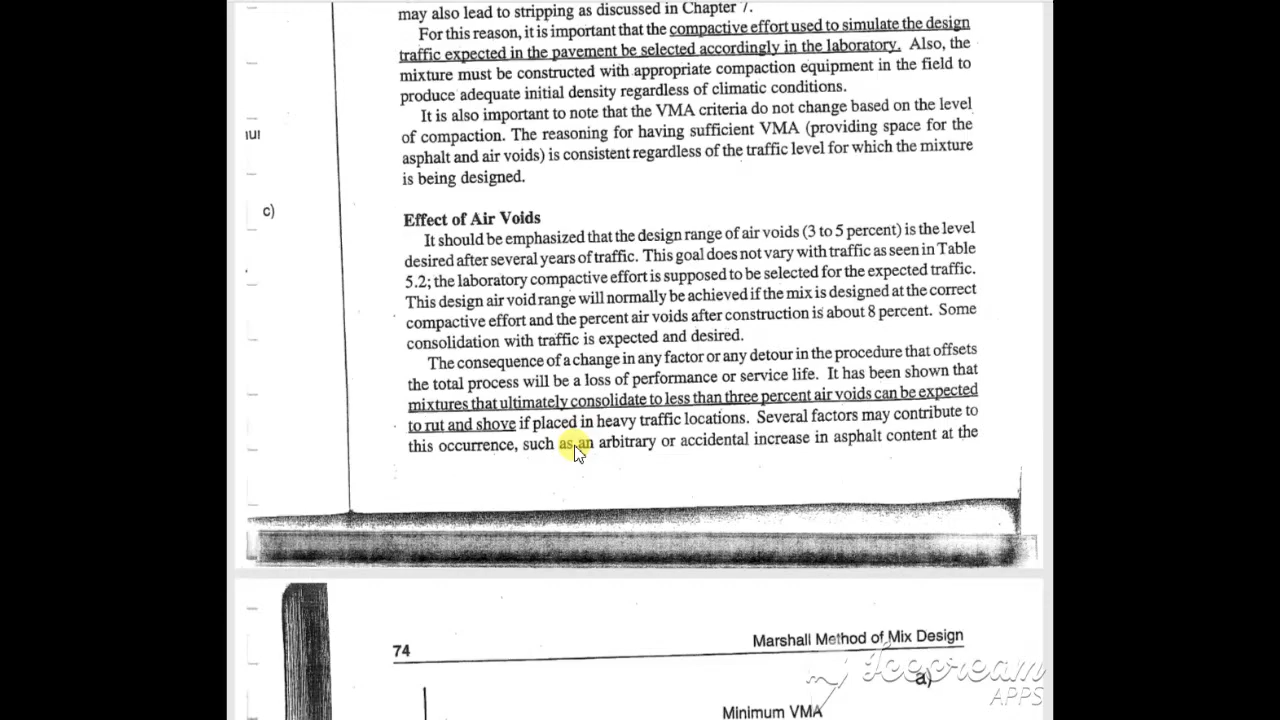 may also lead to stripping as discussed in Chapter 7.
For this reason, it is important that the compactive effort used to simulate the design
traffic expected in the pavement be selected accordingly in the laboratory. Also, the
mixture must be constructed with appropriate compaction equipment in the field to
produce adequate initial density regardless of climatic conditions.
It is also important to note that the VMA criteria do not change based on the level
of compaction. The reasoning for having sufficient VMA (providing space for the
asphalt and air voids) is consistent regardless of the traffic level for which the mixture
is being designed.
c)
Effect of Air Voids
It should be emphasized that the design range of air voids (3 to 5 percent) is the level
desired after several years of traffic. This goal does not vary with traffic as seen in Table
5.2; the laboratory compactive effort is supposed to be selected for the expected traffic.
This design air void range will normally be achieved if the mix is designed at the correct
compactive effort and the percent air voids after construction is about 8 percent. Some
consolidation with traffic is expected and desired.
The consequence of a change in any factor or any detour in the procedure that offsets
the total process will be a loss of performance or service life. It has been shown that
mixtures that ultimately consolidate to less than three percent air voids can be expected
to rut and shove if placed in heavy traffic locations. Several factors may contribute to
this occurrence, such as an arbitrary or accidental increase in asphalt content at the
74
Marshall Method of Mix Design
a)
Icecream
APPS
Minimum VMA